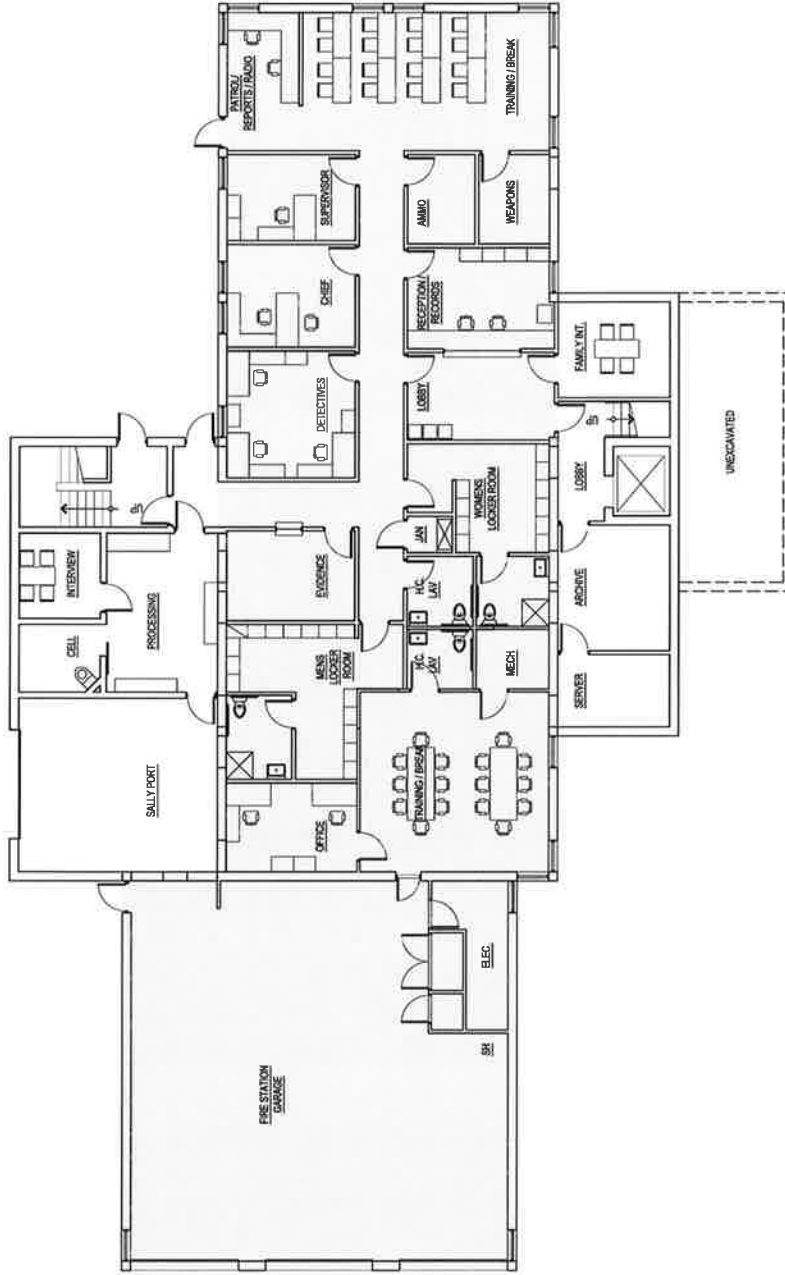 CELL
INTERVIEW
SALLY PORT
PROCESSING
PATROL/
REPORTS / RADIO
FIRE STATION
GARAGE
OFFICE
MENS
LOCKER
ROOM
EVIDENCE
DETECTIVES
CHIEF
SUPERVISOR
TRAINING / BREAK
H.C.
LAV
H.C.
LAV
JAN
LOBBY
RECEPTION /
RECORDS
AMMO
WOMENS
LOCKER ROOM
SH
ELEC.
MECH
WEAPONS
TRAINING / BREAK
SERVER
ARCHIVE
LOBBY
FAMILY INT.
UNEXCAVATED